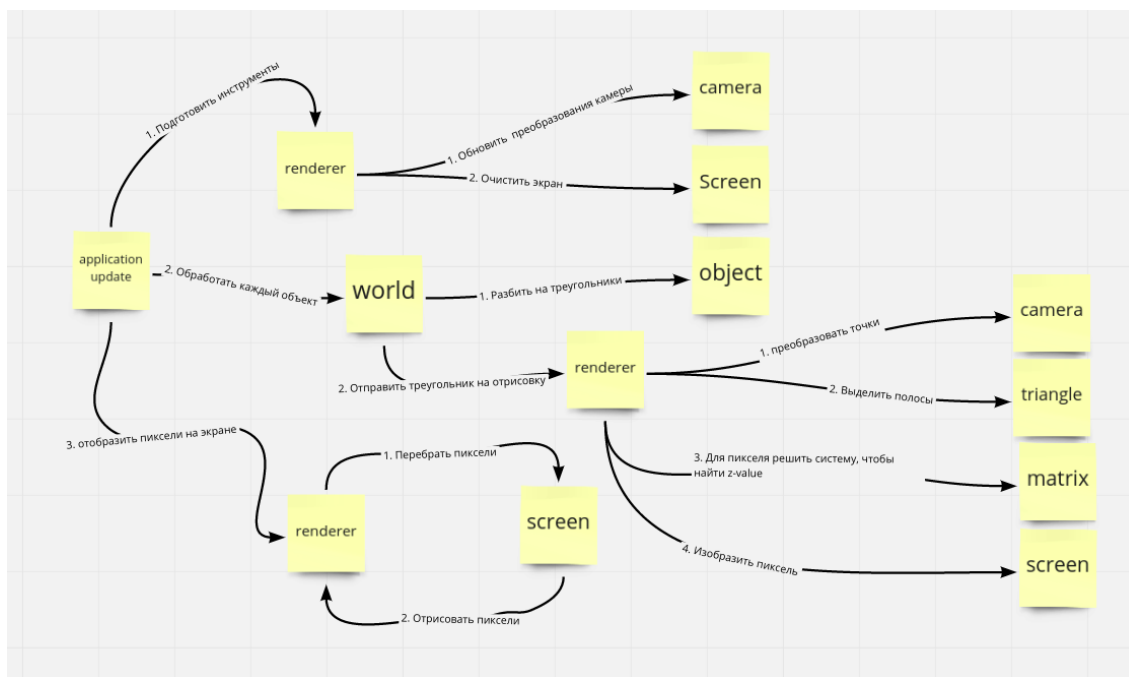 1. Подготовить инструменты
renderer
1. Обновить преобразования камеры
camera
2. Очистить экран
Screen
application
update
2. Обработать каждый объект
world
1. Разбить на треугольники
object
2. Отправить треугольник на отрисовку
renderer
1. преобразовать точки
camera
2. Выделить полосы
triangle
3. Для пикселя решить систему, чтобы
найти z-value
matrix
4. Изобразить пиксель
screen
3. отобразить пиксели на экране
renderer
1. Перебрать пиксели
screen
2. Отрисовать пиксели